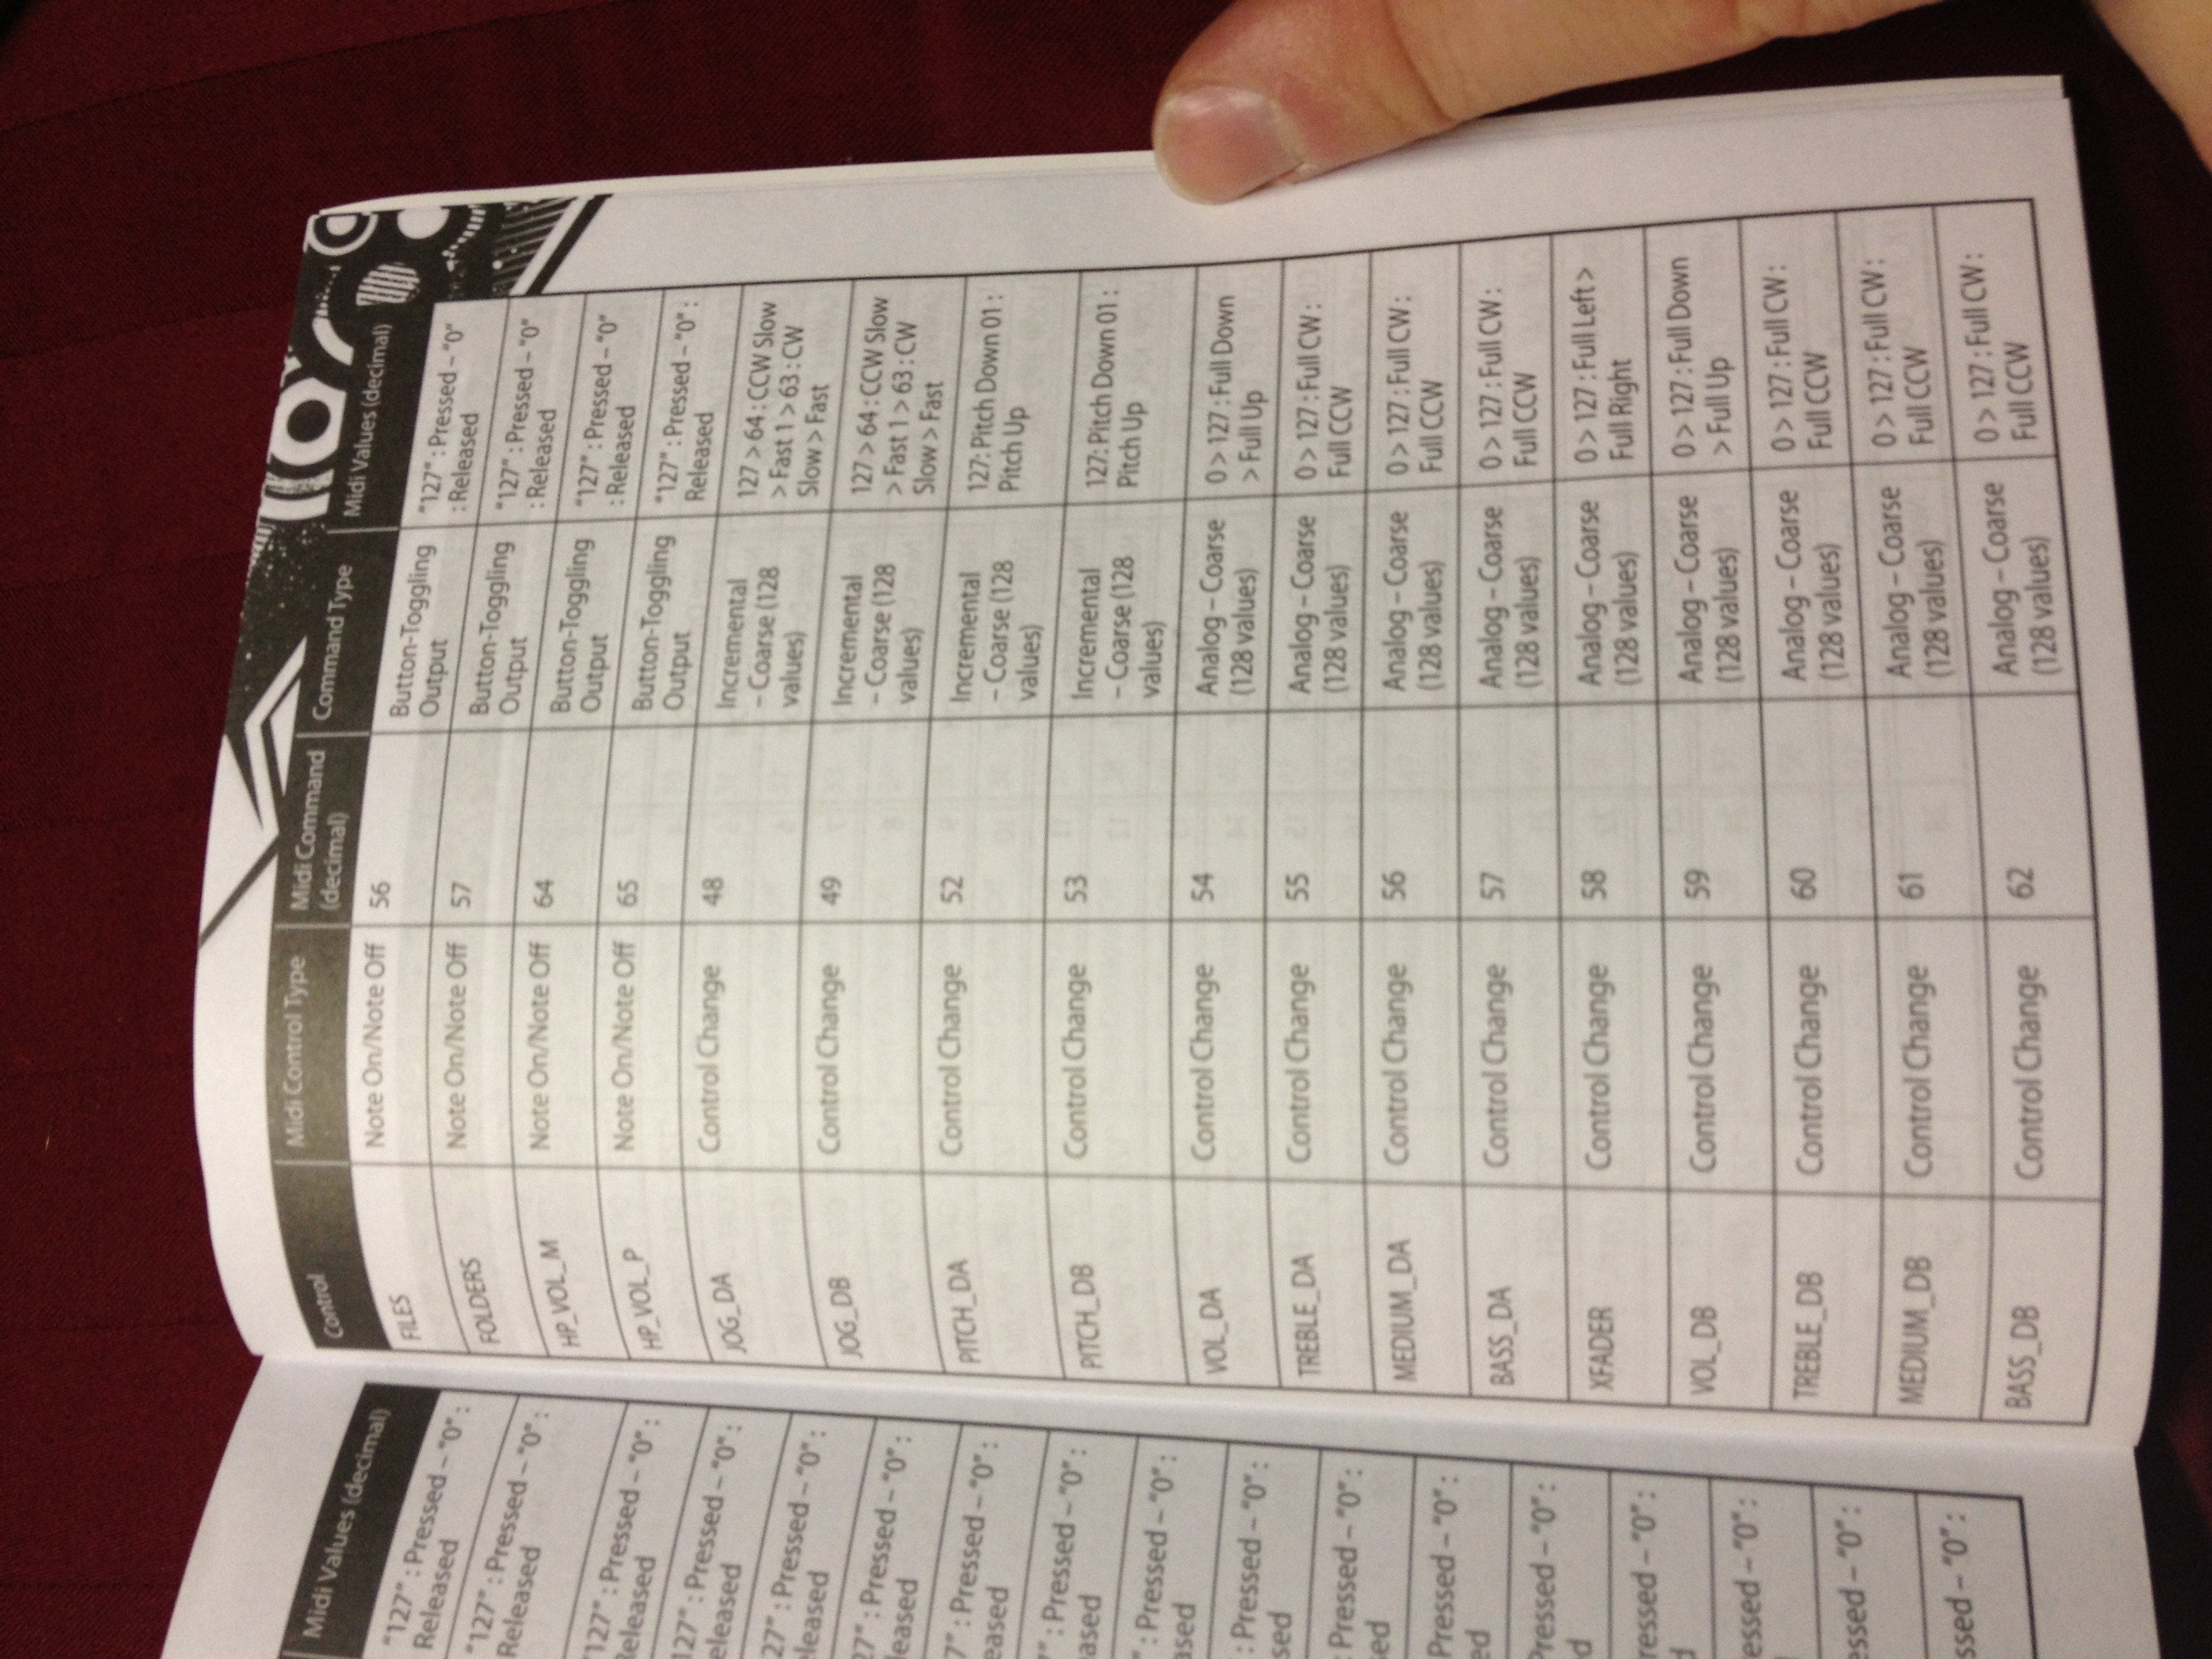 Control Midi Control Type Midi Command (decimal) Command Type Midi Values (decimal)
FILES Note On/Note Off 56 Button-Toggling Output "127" : Pressed – "0" : Released
FOLDERS Note On/Note Off 57 Button-Toggling Output "127" : Pressed – "0" : Released
HP_VOL_M Note On/Note Off 64 Button-Toggling Output "127" : Pressed – "0" : Released
HP_VOL_P Note On/Note Off 65 Button-Toggling Output "127" : Pressed – "0" : Released
JOG_DA Control Change 48 Incremental – Coarse (128 values) 127 > 64 : CCW Slow > Fast 1 > 63 : CW Slow > Fast
JOG_DB Control Change 49 Incremental – Coarse (128 values) 127 > 64 : CCW Slow > Fast 1 > 63 : CW Slow > Fast
PITCH_DA Control Change 52 Incremental – Coarse (128 values) 127: Pitch Down 01 : Pitch Up
PITCH_DB Control Change 53 Incremental – Coarse (128 values) 127: Pitch Down 01 : Pitch Up
VOL_DA Control Change 54 Analog – Coarse (128 values) 0 > 127 : Full Down > Full Up
TREBLE_DA Control Change 55 Analog – Coarse (128 values) 0 > 127 : Full CW : Full CCW
MEDIUM_DA Control Change 56 Analog – Coarse (128 values) 0 > 127 : Full CW : Full CCW
BASS_DA Control Change 57 Analog – Coarse (128 values) 0 > 127 : Full CW : Full CCW
XFADER Control Change 58 Analog – Coarse (128 values) 0 > 127 : Full Left > Full Right
VOL_DB Control Change 59 Analog – Coarse (128 values) 0 > 127 : Full Down > Full Up
TREBLE_DB Control Change 60 Analog – Coarse (128 values) 0 > 127 : Full CW : Full CCW
MEDIUM_DB Control Change 61 Analog – Coarse (128 values) 0 > 127 : Full CW : Full CCW
BASS_DB Control Change 62 Analog – Coarse (128 values) 0 > 127 : Full CW : Full CCW
Midi Values (decimal)
"127" : Pressed – "0" :
Released
"127" : Pressed – "0" :
Released
"127" : Pressed – "0" :
Released
127" : Pressed – "0" :
eleased
27" : Pressed – "0" :
eleased
27" : Pressed – "0" :
leased
7" : Pressed – "0" :
eased
" : Pressed – "0" :
ased
" : Pressed – "0" :
ased
: Pressed – "0" :
sed
: Pressed – "0" :
sed
Pressed – "0" :
d
Pressed – "0" :
d
ressed – "0" :
essed – "0" :
essed – "0" :
ssed – "0" :